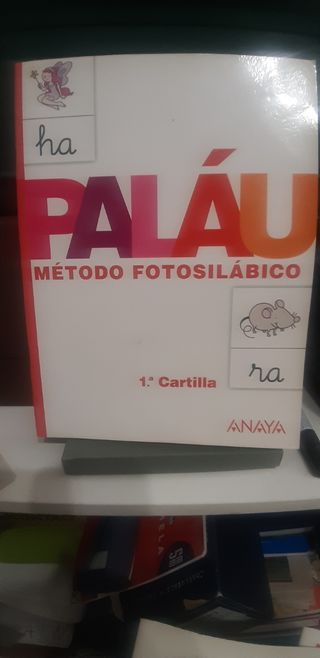 ha
PALÁU
MÉTODO FOTOSILÁBICO
ra
1.ª Cartilla
ANAYA